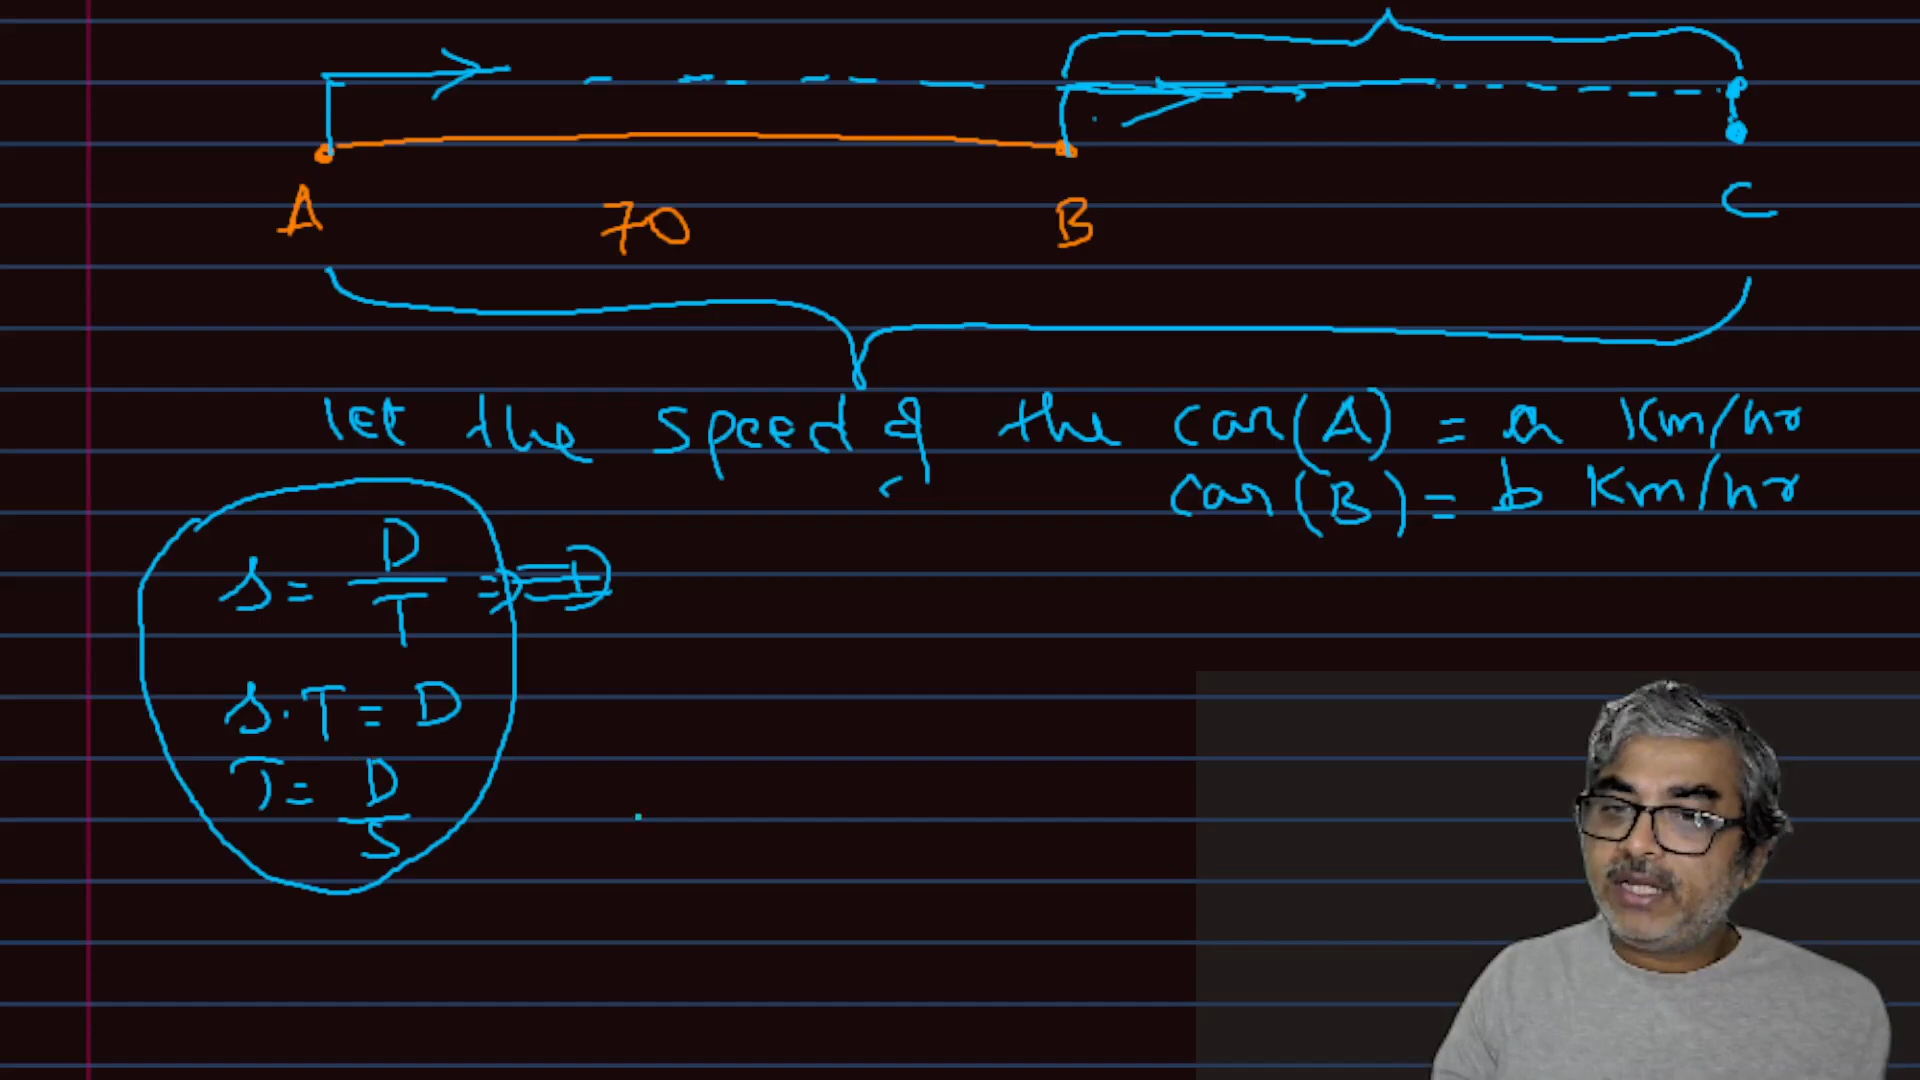 A 70 B C
let the speed of the car(A) = a Km/hr
car(B) = b Km/hr
s = D/T ⇒
s.T = D
T = D/S